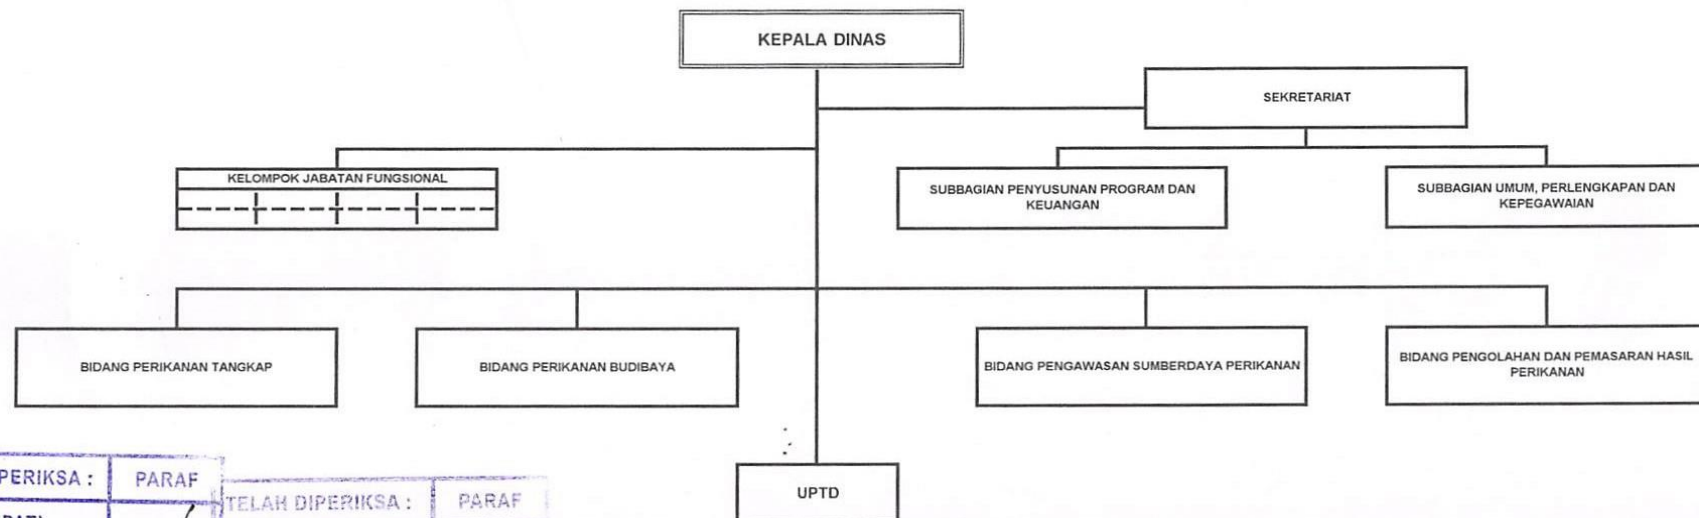 KEPALA DINAS
SEKRETARIAT
KELOMPOK JABATAN FUNGSIONAL
SUBBAGIAN PENYUSUNAN PROGRAM DAN
KEUANGAN
SUBBAGIAN UMUM, PERLENGKAPAN DAN
KEPEGAWAIAN
BIDANG PERIKANAN TANGKAP
BIDANG PERIKANAN BUDIBAYA
BIDANG PENGAWASAN SUMBERDAYA PERIKANAN
BIDANG PENGOLAHAN DAN PEMASARAN HASIL
PERIKANAN
UPTD
PERIKSA : PARAF
TELAH DIPERIKSA : PARAF